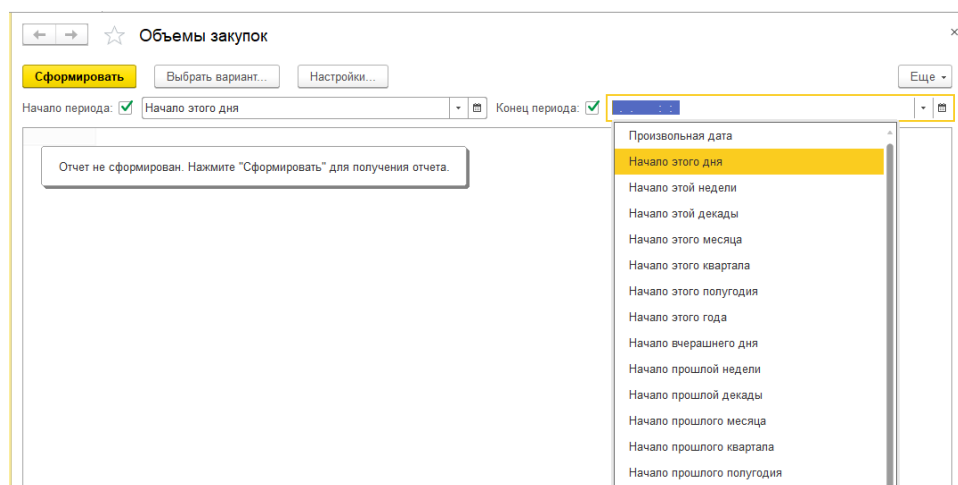 Объемы закупок
Сформировать Выбрать вариант... Настройки... Еще
Начало периода: Начало этого дня Конец периода: . . : :
Отчет не сформирован. Нажмите "Сформировать" для получения отчета.
Произвольная дата
Начало этого дня
Начало этой недели
Начало этой декады
Начало этого месяца
Начало этого квартала
Начало этого полугодия
Начало этого года
Начало вчерашнего дня
Начало прошлой недели
Начало прошлой декады
Начало прошлого месяца
Начало прошлого квартала
Начало прошлого полугодия